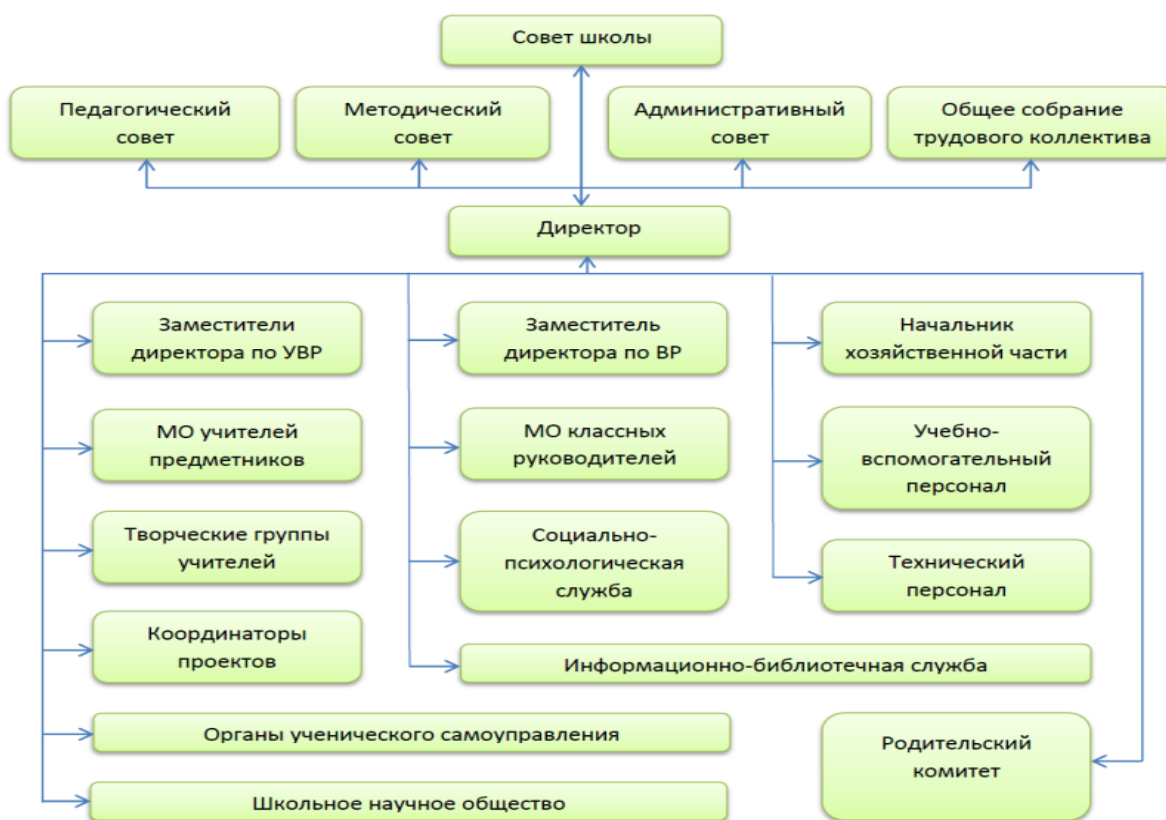 Совет школы
Педагогический
совет
Методический
совет
Административный
совет
Общее собрание
трудового коллектива
Директор
Заместители
директора по УВР
Заместитель
директора по ВР
Начальник
хозяйственной части
МО учителей
предметников
МО классных
руководителей
Учебно-
вспомогательный
персонал
Творческие группы
учителей
Социально-
психологическая
служба
Технический
персонал
Координаторы
проектов
Информационно-библиотечная служба
Органы ученического самоуправления
Родительский
комитет
Школьное научное общество